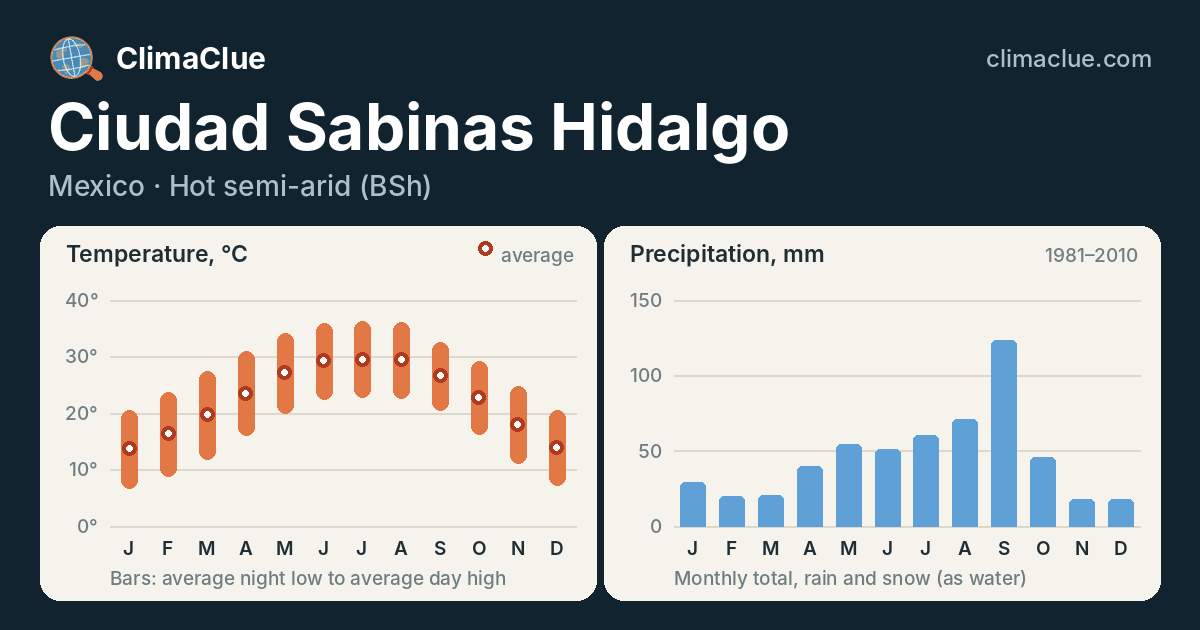 ClimaClue
climaclue.com
Ciudad Sabinas Hidalgo
Mexico · Hot semi-arid (BSh)
Temperature, °C
average
40°
30°
20°
10°
0°
J F M A M J J A S O N D
Bars: average night low to average day high
Precipitation, mm
1981–2010
150
100
50
0
J F M A M J J A S O N D
Monthly total, rain and snow (as water)